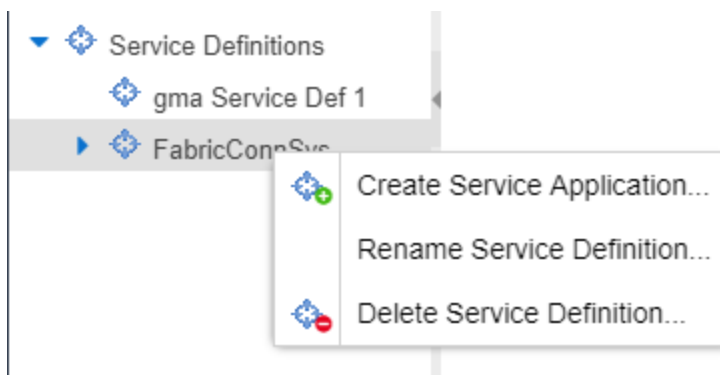 Service Definitions
gma Service Def 1
FabricConnSys
Create Service Application...
Rename Service Definition...
Delete Service Definition...